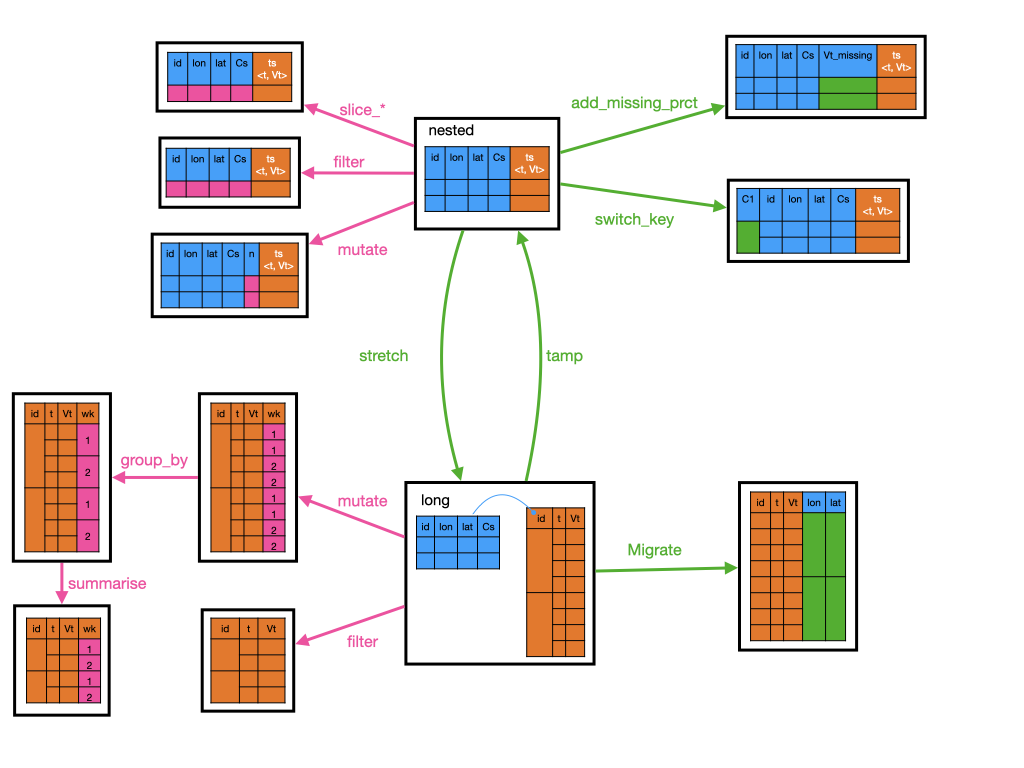 id lon lat Cs ts
<t, Vt>
slice_*
id lon lat Cs ts
<t, Vt>
filter
id lon lat Cs n ts
<t, Vt>
mutate
nested
id lon lat Cs ts
<t, Vt>
add_missing_prct
id lon lat Cs Vt_missing ts
<t, Vt>
switch_key
C1 id lon lat Cs ts
<t, Vt>
stretch
tamp
id t Vt wk
1
2
1
2
group_by
id t Vt wk
1
1
2
2
1
1
2
2
mutate
long
id lon lat Cs
id t Vt
Migrate
id t Vt lon lat
summarise
id t Vt wk
1
2
1
2
filter
id t Vt